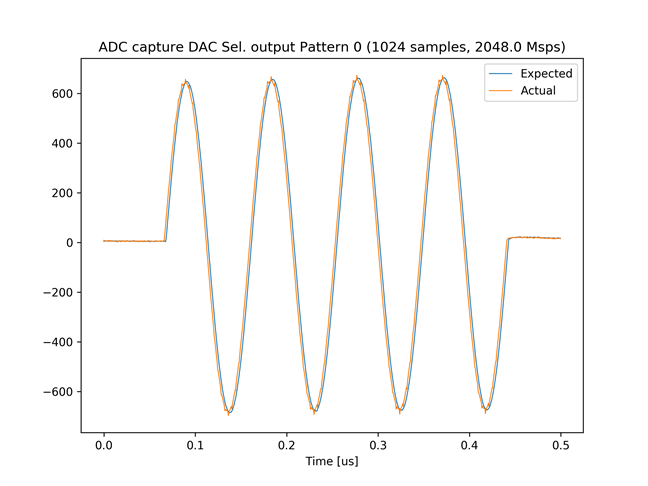 ADC capture DAC Sel. output Pattern 0 (1024 samples, 2048.0 Msps)
Expected
Actual
600
400
200
0
−200
−400
−600
0.0 0.1 0.2 0.3 0.4 0.5
Time [us]